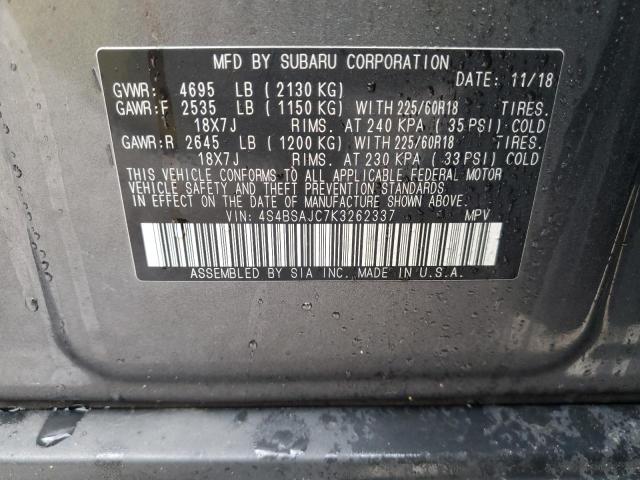 MFD BY SUBARU CORPORATION
GVWR: 4695 LB (2130 KG) DATE: 11/18
GAWR:F 2535 LB (1150 KG) WITH 225/60R18 TIRES.
18X7J RIMS. AT 240 KPA (35 PSI) COLD
GAWR:R 2645 LB (1200 KG) WITH 225/60R18 TIRES.
18X7J RIMS. AT 230 KPA (33 PSI) COLD
THIS VEHICLE CONFORMS TO ALL APPLICABLE FEDERAL MOTOR
VEHICLE SAFETY AND THEFT PREVENTION STANDARDS
IN EFFECT ON THE DATE OF MANUFACTURE SHOWN ABOVE.
VIN: 4S4BSAJC7K3262337 MPV
ASSEMBLED BY SIA INC. MADE IN U.S.A.